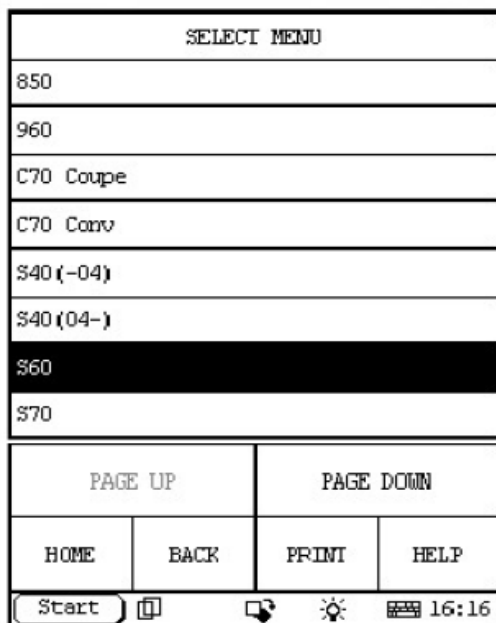 SELECT MENU
850
960
C70 Coupe
C70 Conv
S40(-04)
S40(04-)
S60
S70
PAGE UP PAGE DOWN
HOME BACK PRINT HELP
Start 16:16